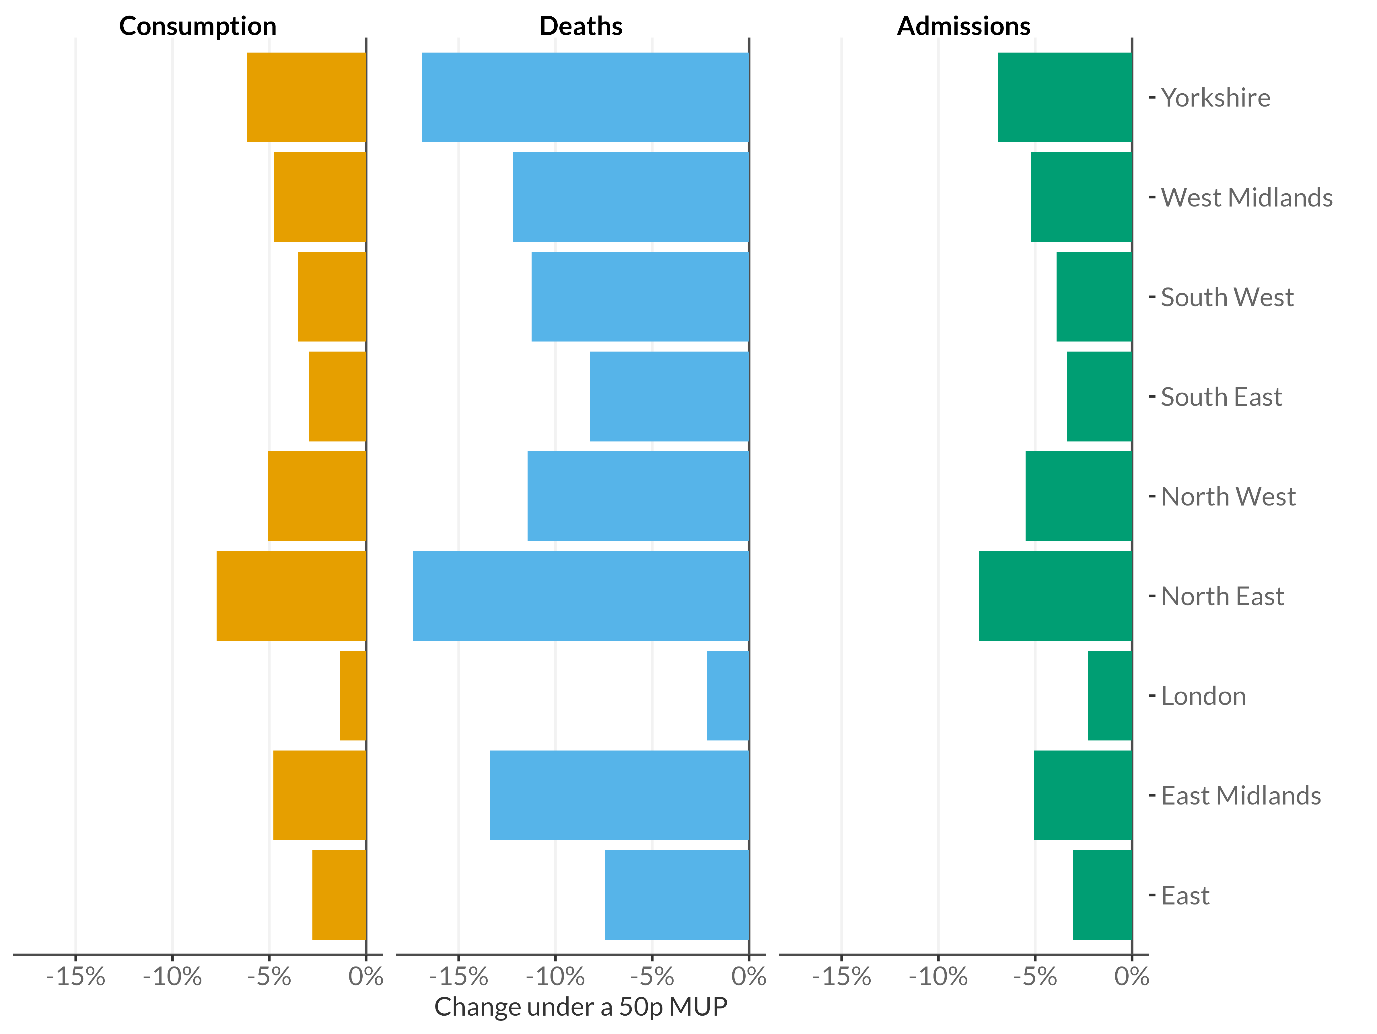 Consumption Deaths Admissions
Yorkshire
West Midlands
South West
South East
North West
North East
London
East Midlands
East
-15% -10% -5% 0% -15% -10% -5% 0% -15% -10% -5% 0%
Change under a 50p MUP